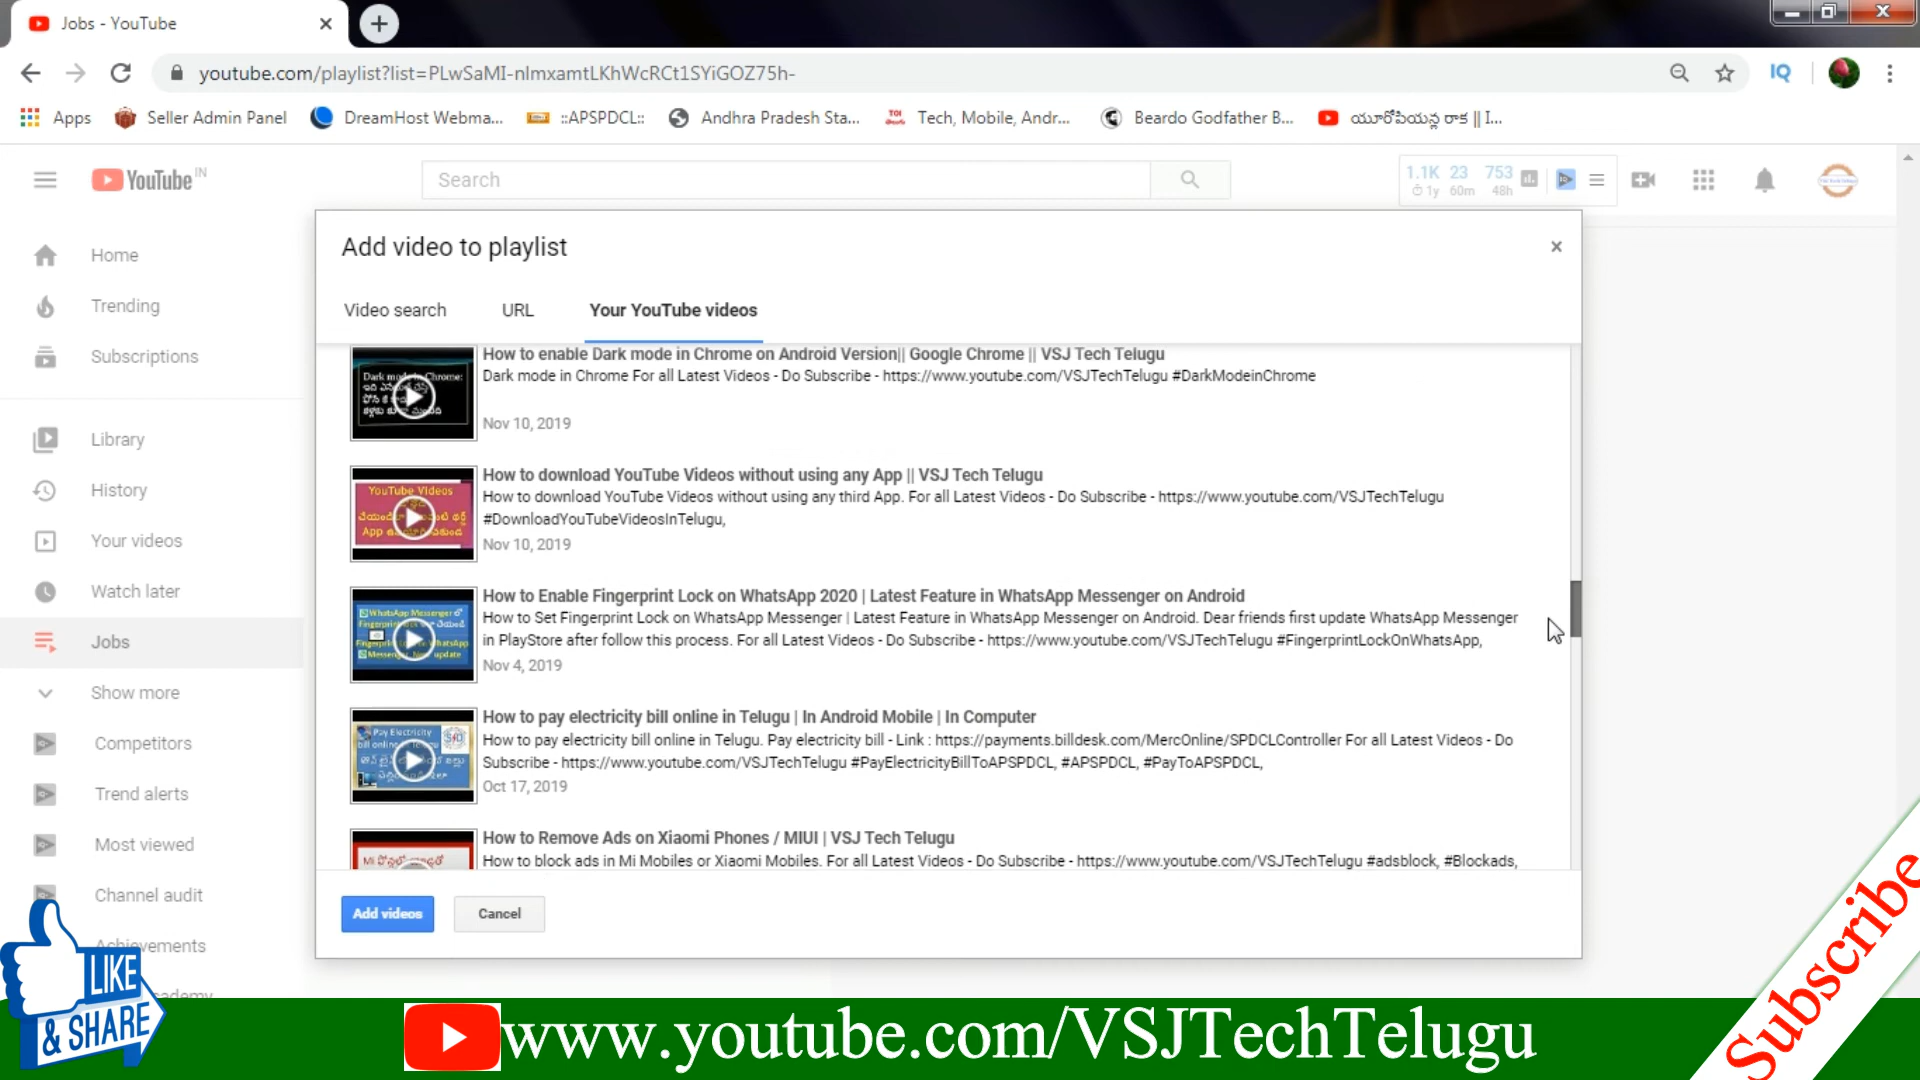 Jobs - YouTube
youtube.com/playlist?list=PLwSaMI-nlmxamtLKhWcRCt1SYiGOZ75h-
IQ
Apps
Seller Admin Panel
DreamHost Webma...
::APSPDCL::
Andhra Pradesh Sta...
TOI
Tech, Mobile, Andr...
Beardo Godfather B...
యూరోపియన్ల రాక || I...
YouTube IN
Search
1.1K 23 753
1y 60m 48h
Home
Trending
Subscriptions
Library
History
Your videos
Watch later
Jobs
Show more
Competitors
Trend alerts
Most viewed
Channel audit
Achievements
Add video to playlist
Video search
URL
Your YouTube videos
How to enable Dark mode in Chrome on Android Version|| Google Chrome || VSJ Tech Telugu
Dark mode in Chrome For all Latest Videos - Do Subscribe - https://www.youtube.com/VSJTechTelugu #DarkModeinChrome
Nov 10, 2019
YouTube Videos
How to download YouTube Videos without using any App || VSJ Tech Telugu
How to download YouTube Videos without using any third App. For all Latest Videos - Do Subscribe - https://www.youtube.com/VSJTechTelugu
#DownloadYouTubeVideosInTelugu,
Nov 10, 2019
How to Enable Fingerprint Lock on WhatsApp 2020 | Latest Feature in WhatsApp Messenger on Android
How to Set Fingerprint Lock on WhatsApp Messenger | Latest Feature in WhatsApp Messenger on Android. Dear friends first update WhatsApp Messenger
in PlayStore after follow this process. For all Latest Videos - Do Subscribe - https://www.youtube.com/VSJTechTelugu #FingerprintLockOnWhatsApp,
Nov 4, 2019
Pay Electricity
How to pay electricity bill online in Telugu | In Android Mobile | In Computer
How to pay electricity bill online in Telugu. Pay electricity bill - Link : https://payments.billdesk.com/MercOnline/SPDCLController For all Latest Videos - Do
Subscribe - https://www.youtube.com/VSJTechTelugu #PayElectricityBillToAPSPDCL, #APSPDCL, #PayToAPSPDCL,
Oct 17, 2019
How to Remove Ads on Xiaomi Phones / MIUI | VSJ Tech Telugu
How to block ads in Mi Mobiles or Xiaomi Mobiles. For all Latest Videos - Do Subscribe - https://www.youtube.com/VSJTechTelugu #adsblock, #Blockads,
Add videos
Cancel
LIKE
& SHARE
www.youtube.com/VSJTechTelugu
Subscribe